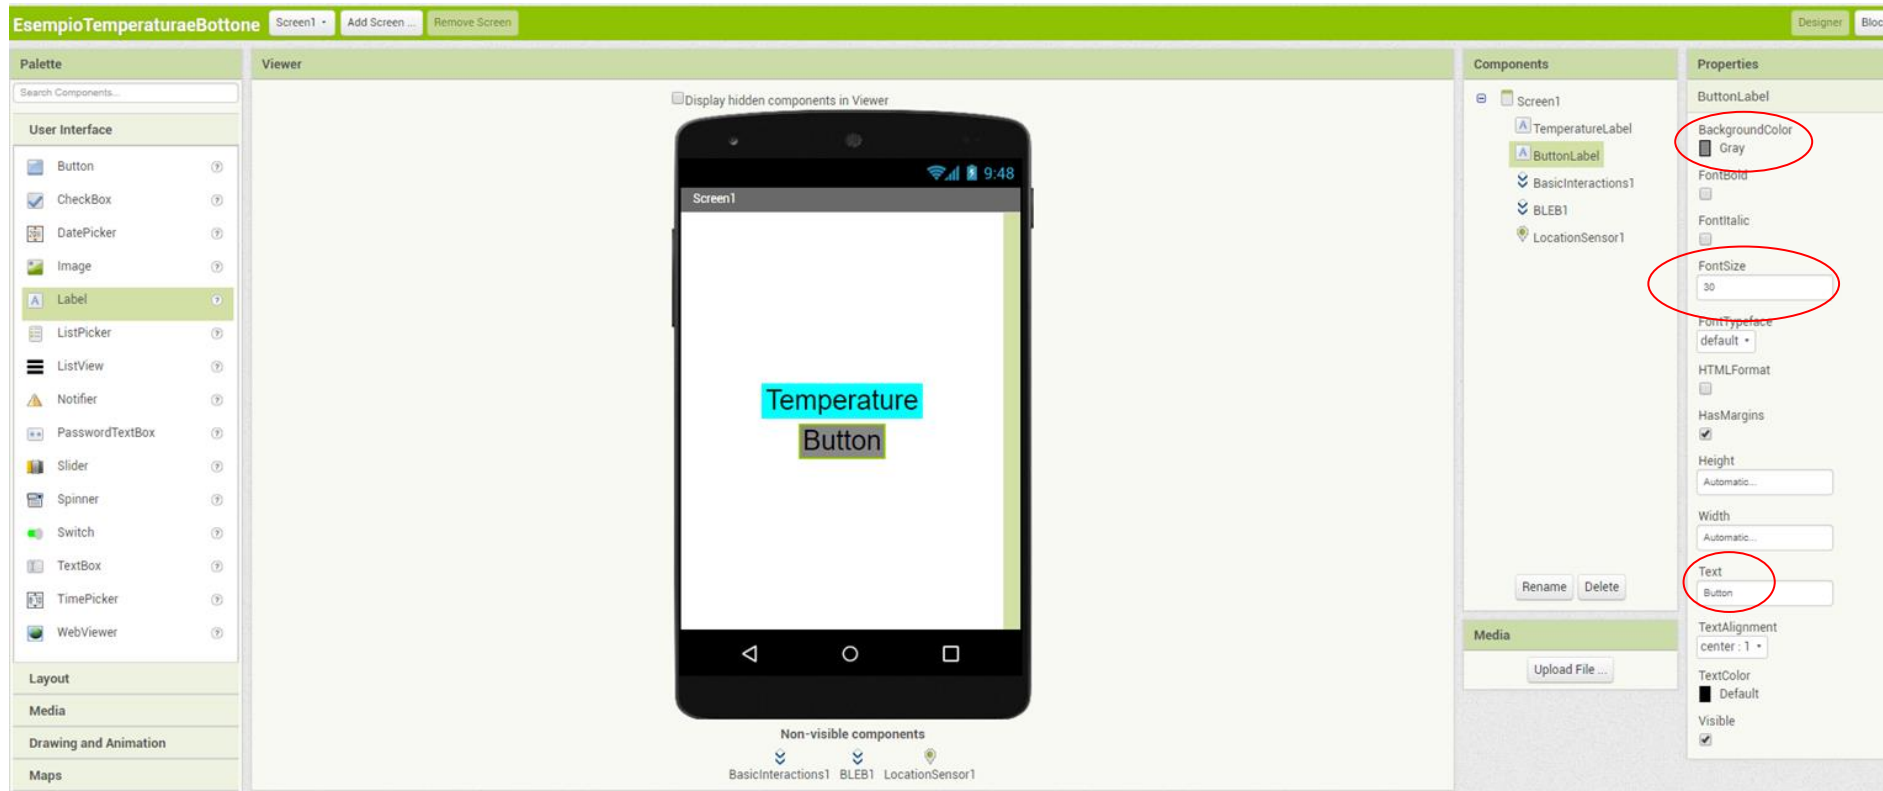 EsempioTemperaturaeBottone Screen1 Add Screen ... Remove Screen Designer Bloc
Palette
Search Components...
User Interface
Button
CheckBox
DatePicker
Image
Label
ListPicker
ListView
Notifier
PasswordTextBox
Slider
Spinner
Switch
TextBox
TimePicker
WebViewer
Layout
Media
Drawing and Animation
Maps
Viewer
Display hidden components in Viewer
9:48
Screen1
Temperature
Button
Non-visible components
BasicInteractions1 BLEB1 LocationSensor1
Components
Screen1
TemperatureLabel
ButtonLabel
BasicInteractions1
BLEB1
LocationSensor1
Rename Delete
Media
Upload File ...
Properties
ButtonLabel
BackgroundColor
Gray
FontBold
FontItalic
FontSize
30
FontTypeface
default
HTMLFormat
HasMargins
Height
Automatic...
Width
Automatic...
Text
Button
TextAlignment
center : 1
TextColor
Default
Visible